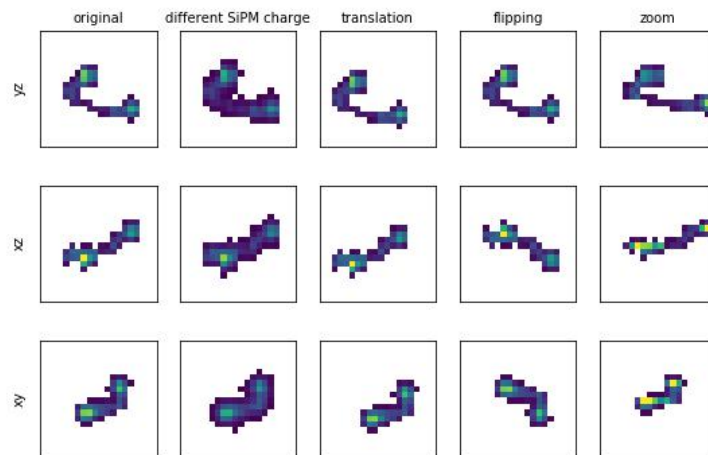 original different SiPM charge translation flipping zoom
yz
xz
xy